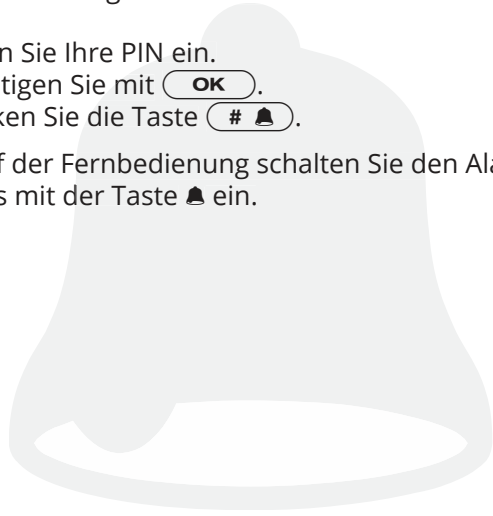 n Sie Ihre PIN ein.
tigen Sie mit OK .
ken Sie die Taste # 🔔 .
f der Fernbedienung schalten Sie den Ala
s mit der Taste 🔔 ein.